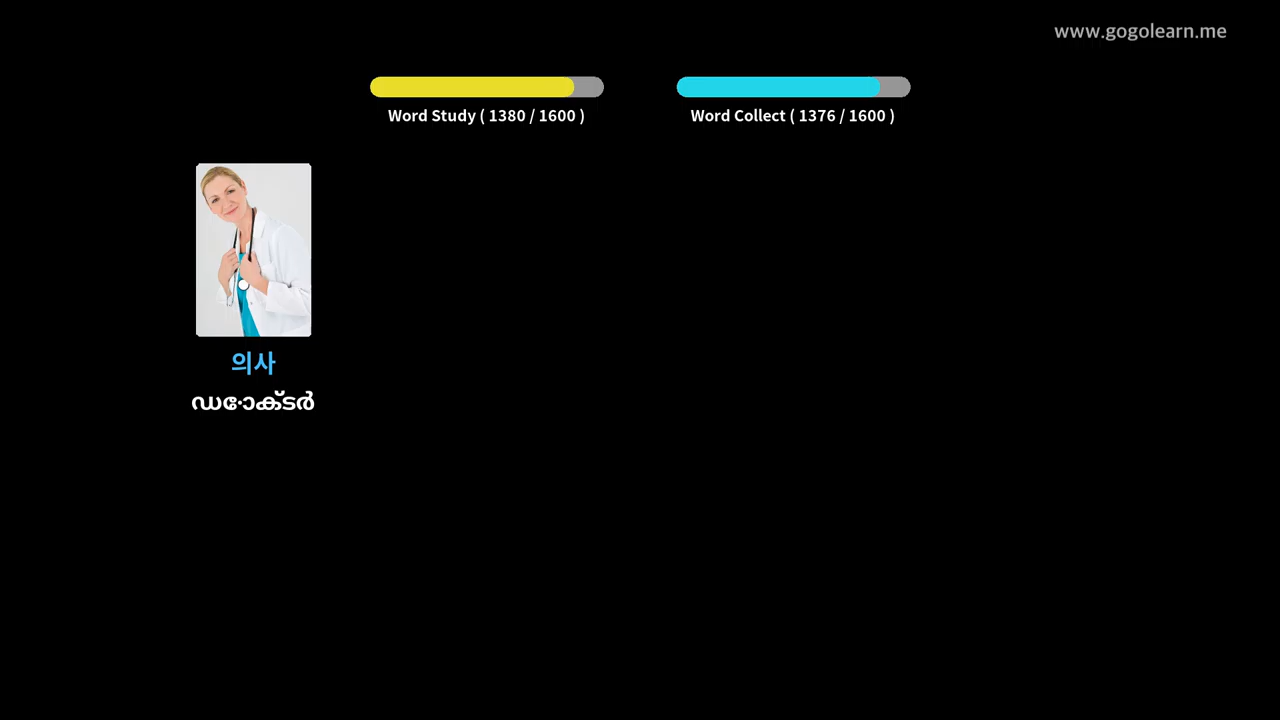 www.gogolearn.me
Word Study ( 1380 / 1600 )
Word Collect ( 1376 / 1600 )
의사
ഡോക്ടർ